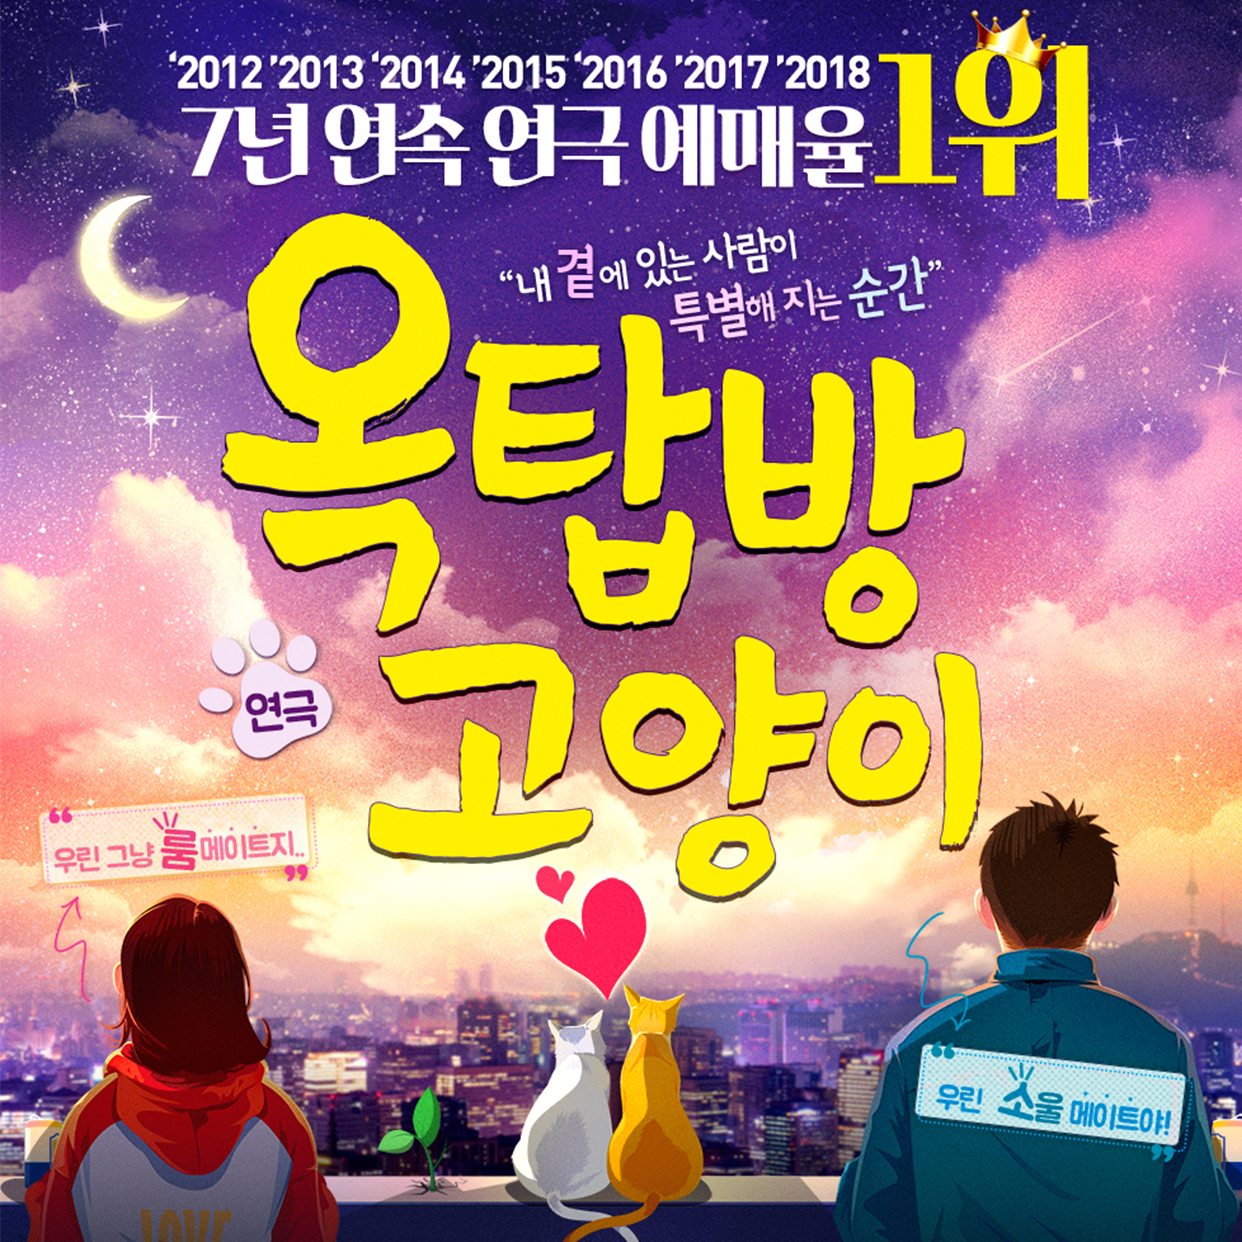 ‘2012 ’2013 ‘2014 ’2015 ‘2016 ’2017 ’2018
7년 연속 연극 예매율 1위
“내 곁에 있는 사람이
특별해 지는 순간”
옥탑방
고양이
연극
“우린 그냥 룸메이트지..”
“우린 소울 메이트야!”
LOVE